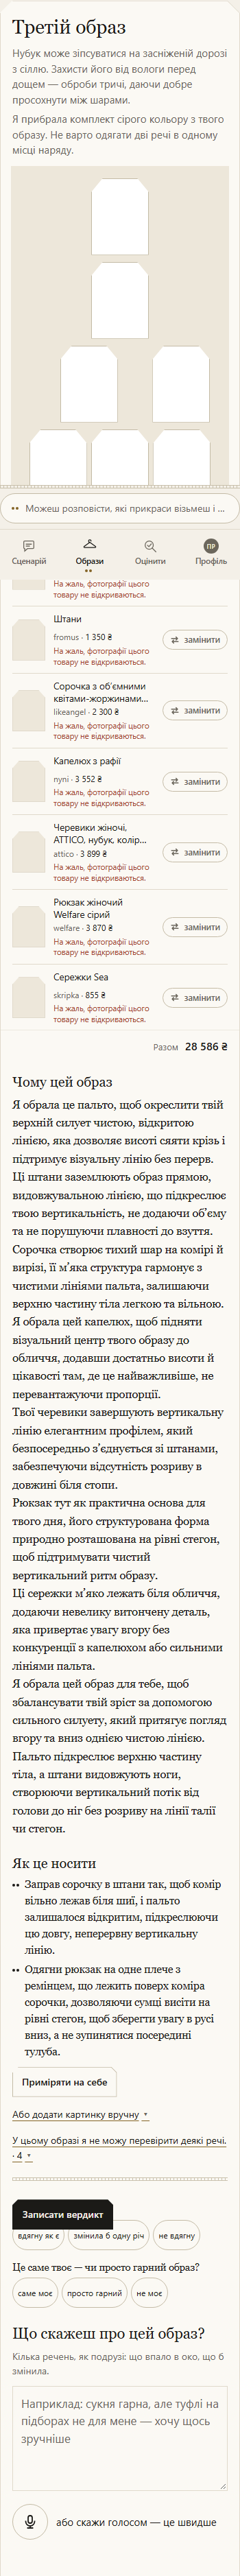 Третій образ
Нубук може зіпсуватися на засніженій дорозі
з сіллю. Захисти його від вологи перед
дощем — оброби тричі, даючи добре
просохнути між шарами.
Я прибрала комплект сірого кольору з твого
образу. Не варто одягати дві речі в одному
місці наряду.
Можеш розповісти, які прикраси візьмеш і ...
Сценарій
Образи
Оцінити
ПР
Профіль
На жаль, фотографії цього
товару не відкриваються.
Штани
fromus · 1 350 ₴
На жаль, фотографії цього
товару не відкриваються.
замінити
Сорочка з об'ємними
квітами-жоржинами...
likeangel · 2 300 ₴
На жаль, фотографії цього
товару не відкриваються.
замінити
Капелюх з рафії
nyni · 3 552 ₴
На жаль, фотографії цього
товару не відкриваються.
замінити
Черевики жіночі,
ATTICO, нубук, колір...
attico · 3 899 ₴
На жаль, фотографії цього
товару не відкриваються.
замінити
Рюкзак жіночий
Welfare сірий
welfare · 3 870 ₴
На жаль, фотографії цього
товару не відкриваються.
замінити
Сережки Sea
skripka · 855 ₴
На жаль, фотографії цього
товару не відкриваються.
замінити
Разом 28 586 ₴
Чому цей образ
Я обрала це пальто, щоб окреслити твій
верхній силует чистою, відкритою
лінією, яка дозволяє висоті сяяти крізь і
підтримує візуальну лінію без перерв.
Ці штани заземлюють образ прямою,
видовжувальною лінією, що підкреслює
твою вертикальність, не додаючи об'єму
та не порушуючи плавності до взуття.
Сорочка створює тихий шар на комірі й
вирізі, її м'яка структура гармонує з
чистими лініями пальта, залишаючи
верхню частину тіла легкою та вільною.
Я обрала цей капелюх, щоб підняти
візуальний центр твого образу до
обличчя, додавши достатньо висоти й
цікавості там, де це найважливіше, не
перевантажуючи пропорції.
Твої черевики завершують вертикальну
лінію елегантним профілем, який
безпосередньо з'єднується зі штанами,
забезпечуючи відсутність розриву в
довжині біля стопи.
Рюкзак тут як практична основа для
твого дня, його структурована форма
природно розташована на рівні стегон,
щоб підтримувати чистий
вертикальний ритм образу.
Ці сережки м'яко лежать біля обличчя,
додаючи невелику витончену деталь,
яка привертає увагу вгору без
конкуренції з капелюхом або сильними
лініями пальта.
Я обрала цей образ для тебе, щоб
збалансувати твій зріст за допомогою
сильного силуету, який притягує погляд
вгору та вниз однією чистою лінією.
Пальто підкреслює верхню частину
тіла, а штани видовжують ноги,
створюючи вертикальний потік від
голови до ніг без розриву на лінії талії
чи стегон.
Як це носити
Заправ сорочку в штани так, щоб комір
вільно лежав біля шиї, і пальто
залишалося відкритим, підкреслюючи
цю довгу, неперервну вертикальну
лінію.
Одягни рюкзак на одне плече з
ремінцем, що лежить поверх коміра
сорочки, дозволяючи сумці висіти на
рівні стегон, щоб зберегти увагу в русі
вниз, а не зупинятися посередині
тулуба.
Приміряти на себе
Або додати картинку вручну
У цьому образі я не можу перевірити деякі речі.
· 4
Записати вердикт
вдягну як є
змінила б одну річ
не вдягну
Це саме твоє — чи просто гарний образ?
саме моє
просто гарний
не моє
Що скажеш про цей образ?
Кілька речень, як подрузі: що впало в око, що б
змінила.
Наприклад: сукня гарна, але туфлі на
підборах не для мене — хочу щось
зручніше
або скажи голосом — це швидше